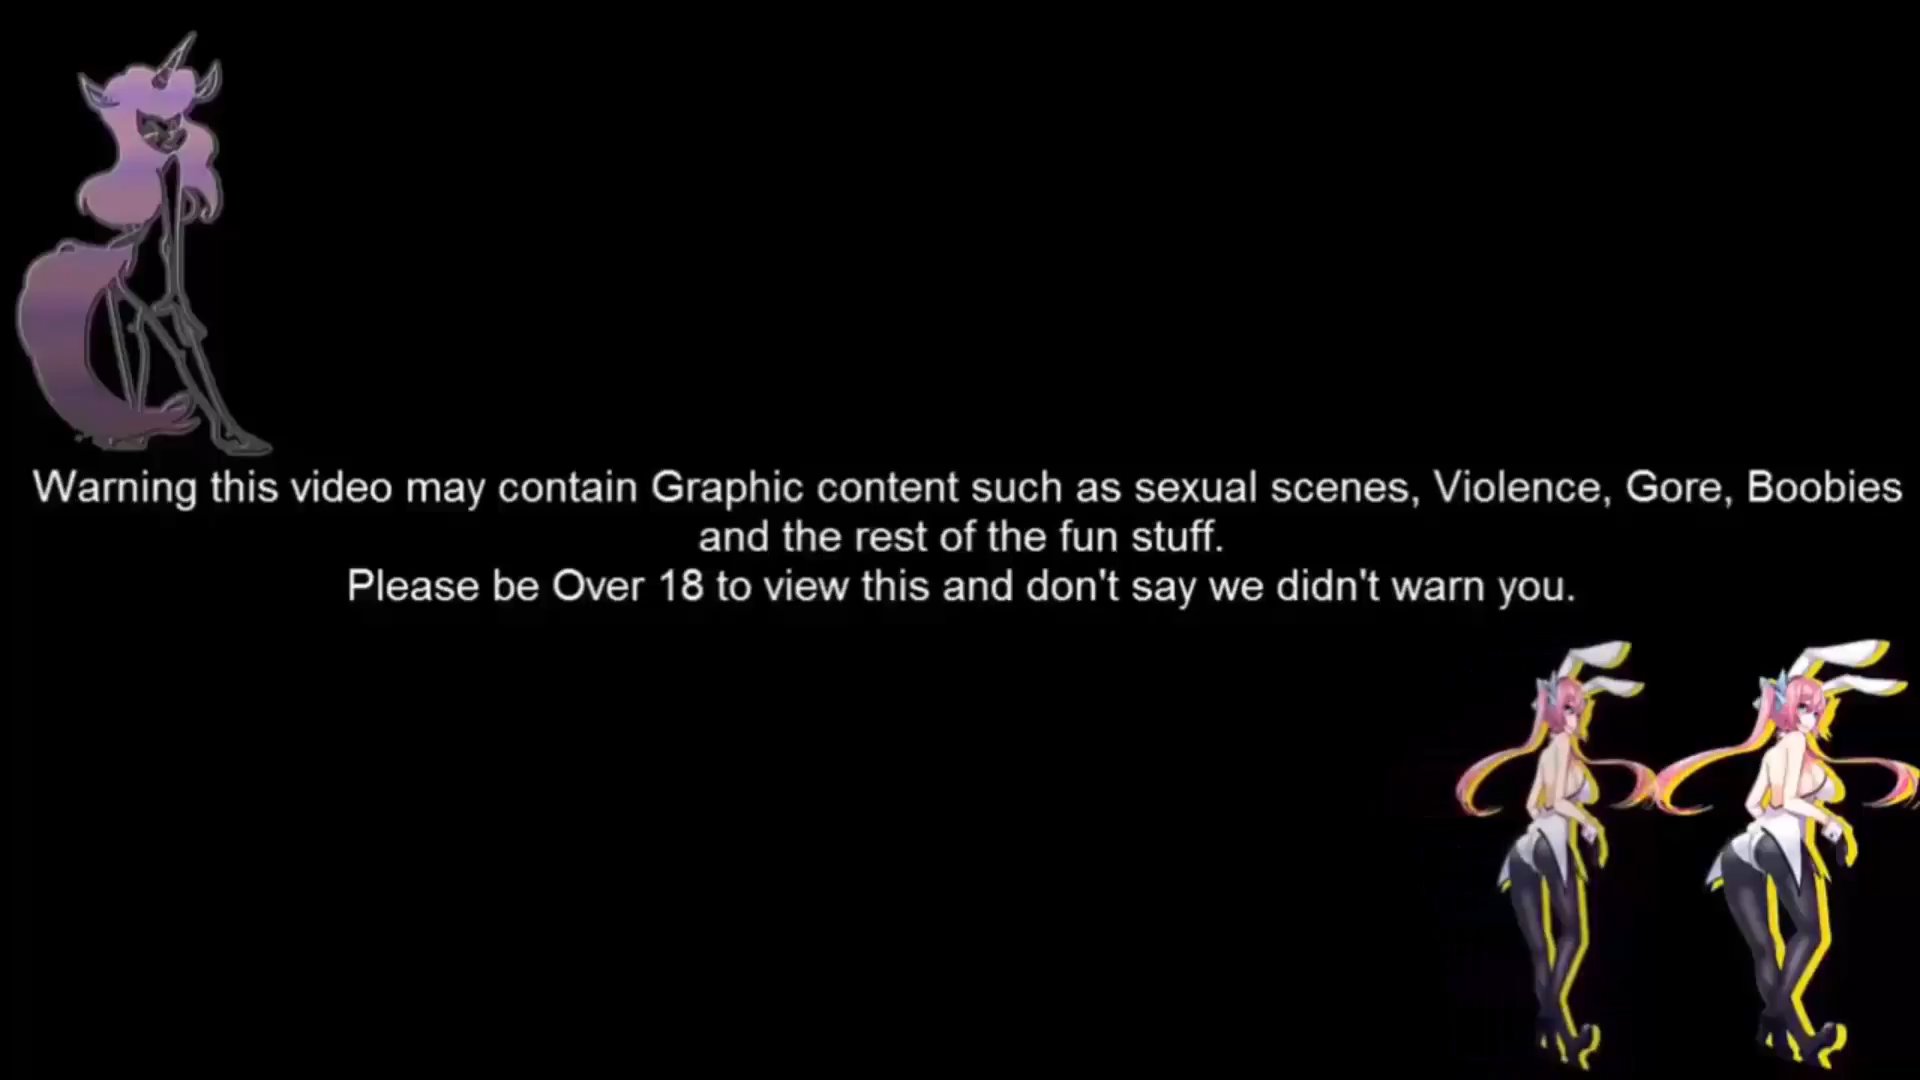 Warning this video may contain Graphic content such as sexual scenes, Violence, Gore, Boobies
and the rest of the fun stuff.
Please be Over 18 to view this and don't say we didn't warn you.